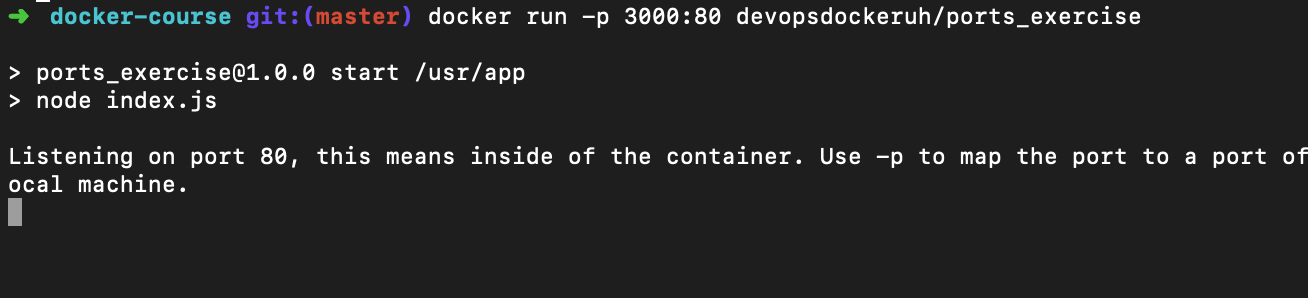 ➜ docker-course git:(master) docker run -p 3000:80 devopsdockeruh/ports_exercise
> ports_exercise@1.0.0 start /usr/app
> node index.js
Listening on port 80, this means inside of the container. Use -p to map the port to a port of
ocal machine.